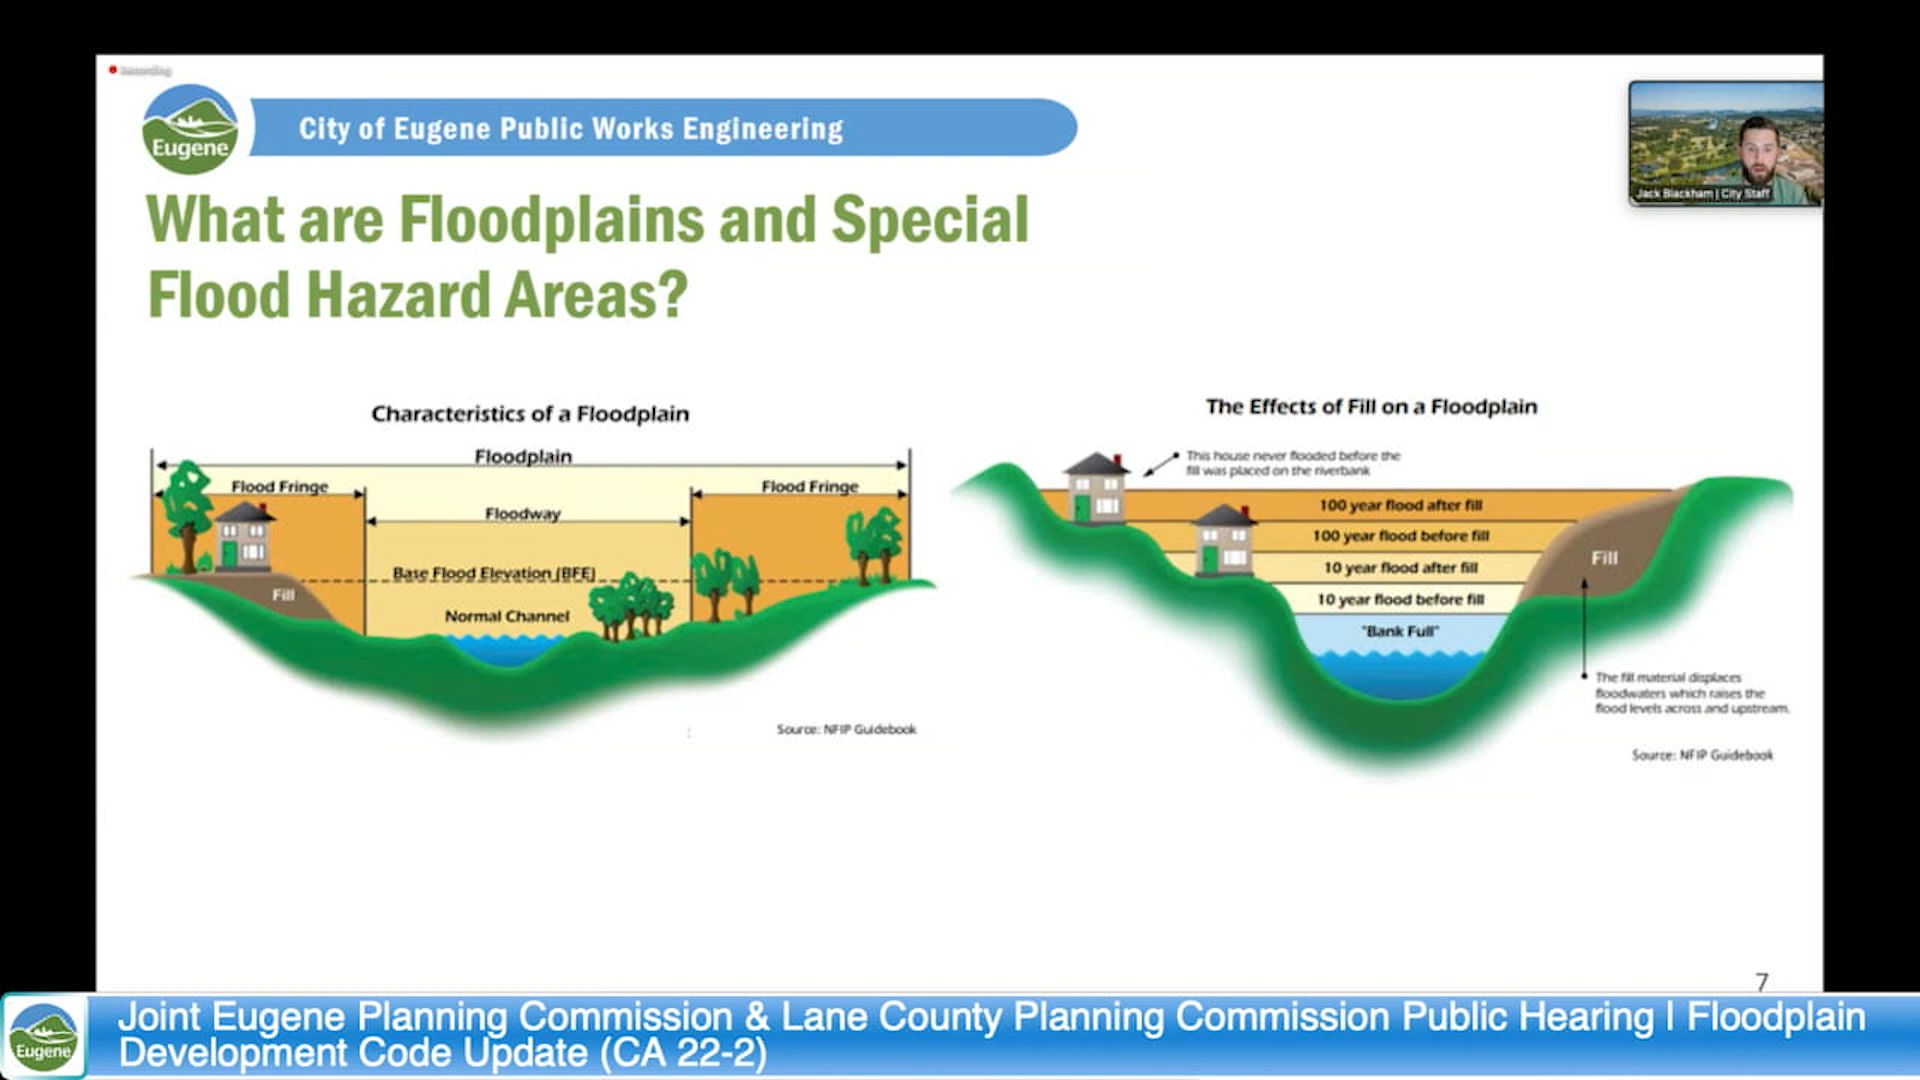 Recording
Eugene
City of Eugene Public Works Engineering
Jack Blackham | City Staff
What are Floodplains and Special
Flood Hazard Areas?
Characteristics of a Floodplain
Floodplain
Flood Fringe
Flood Fringe
Floodway
Base Flood Elevation (BFE)
Fill
Normal Channel
Source: NFIP Guidebook
The Effects of Fill on a Floodplain
This house never flooded before the
fill was placed on the riverbank
100 year flood after fill
100 year flood before fill
10 year flood after fill
10 year flood before fill
"Bank Full"
Fill
The fill material displaces
floodwaters which raises the
flood levels across and upstream.
Source: NFIP Guidebook
7
Eugene
Joint Eugene Planning Commission & Lane County Planning Commission Public Hearing | Floodplain
Development Code Update (CA 22-2)